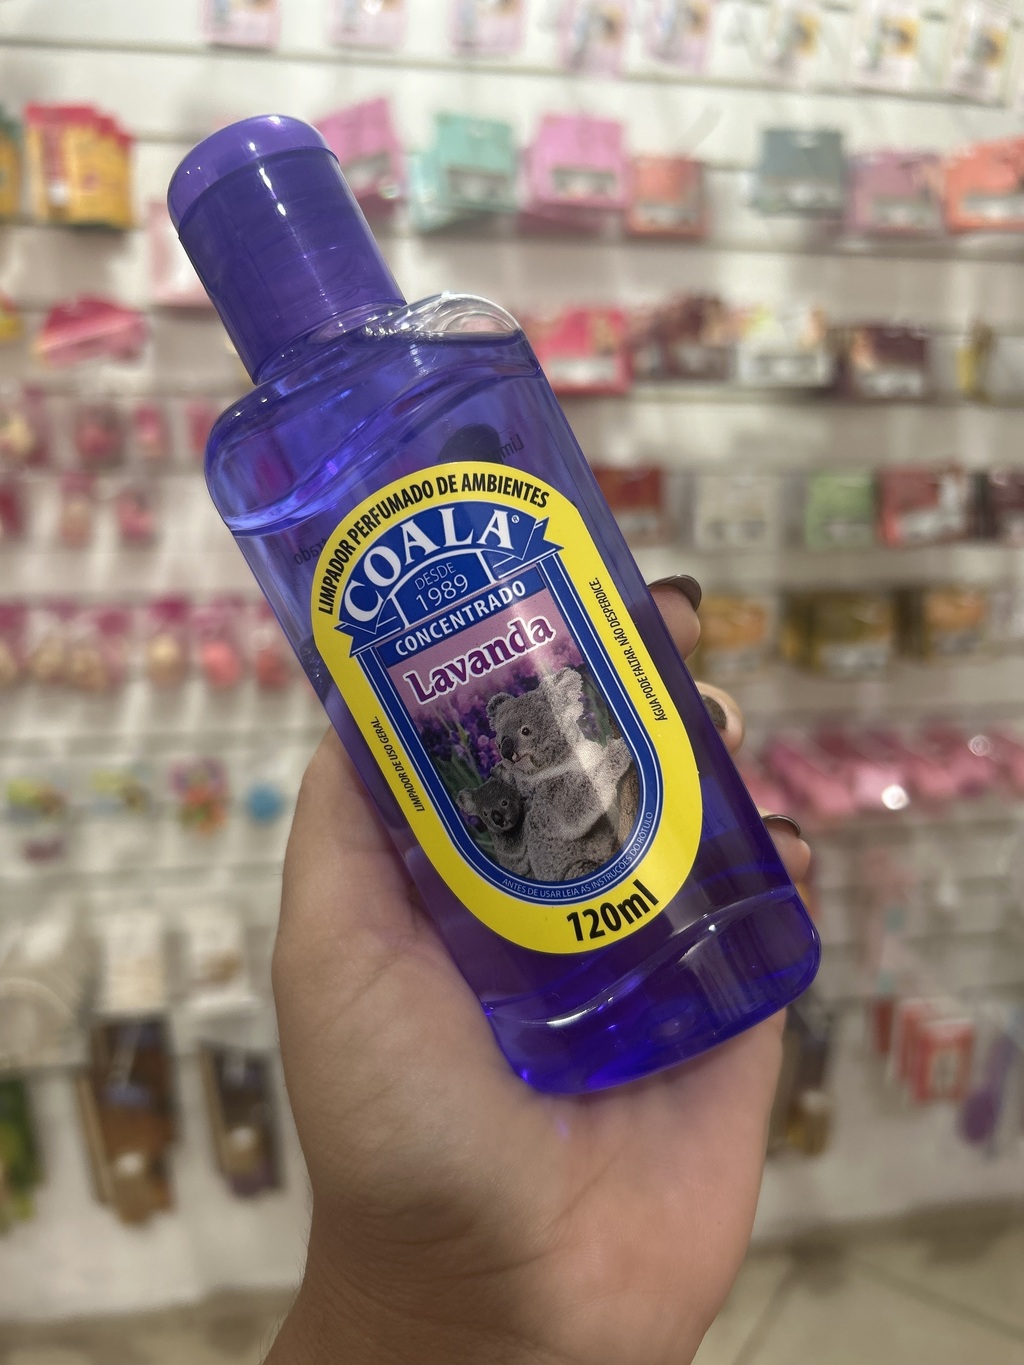 LIMPADOR PERFUMADO DE AMBIENTES
COALA®
DESDE
1989
CONCENTRADO
Lavanda
LIMPADOR DE USO GERAL.
ÁGUA PODE FALTAR, NÃO DESPERDICE.
ANTES DE USAR LEIA AS INSTRUÇÕES DO RÓTULO
120ml